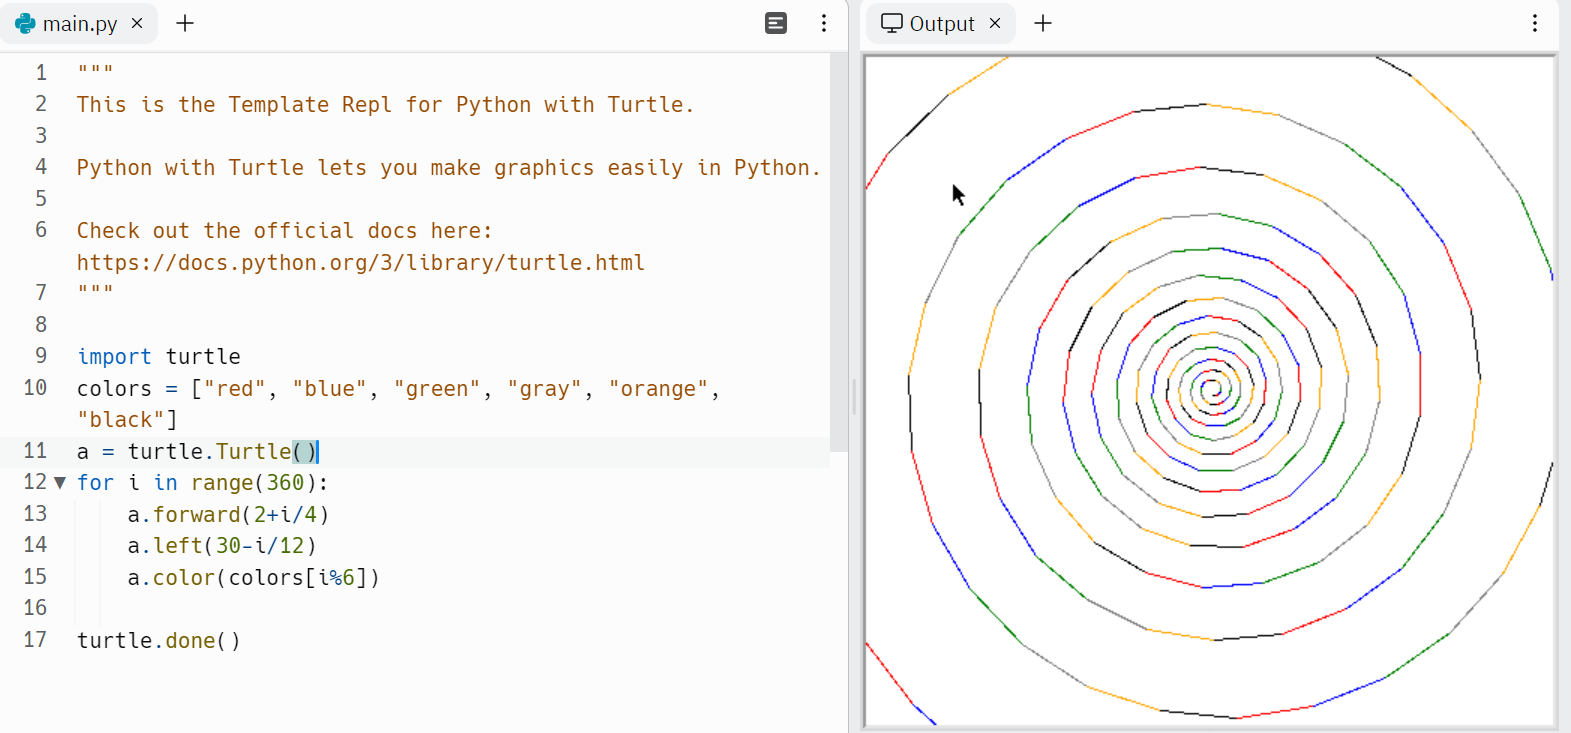 main.py × +
Output × +
1 """
2 This is the Template Repl for Python with Turtle.
3
4 Python with Turtle lets you make graphics easily in Python.
5
6 Check out the official docs here:
https://docs.python.org/3/library/turtle.html
7 """
8
9 import turtle
10 colors = ["red", "blue", "green", "gray", "orange",
"black"]
11 a = turtle.Turtle()
12 for i in range(360):
13     a.forward(2+i/4)
14     a.left(30-i/12)
15     a.color(colors[i%6])
16
17 turtle.done()